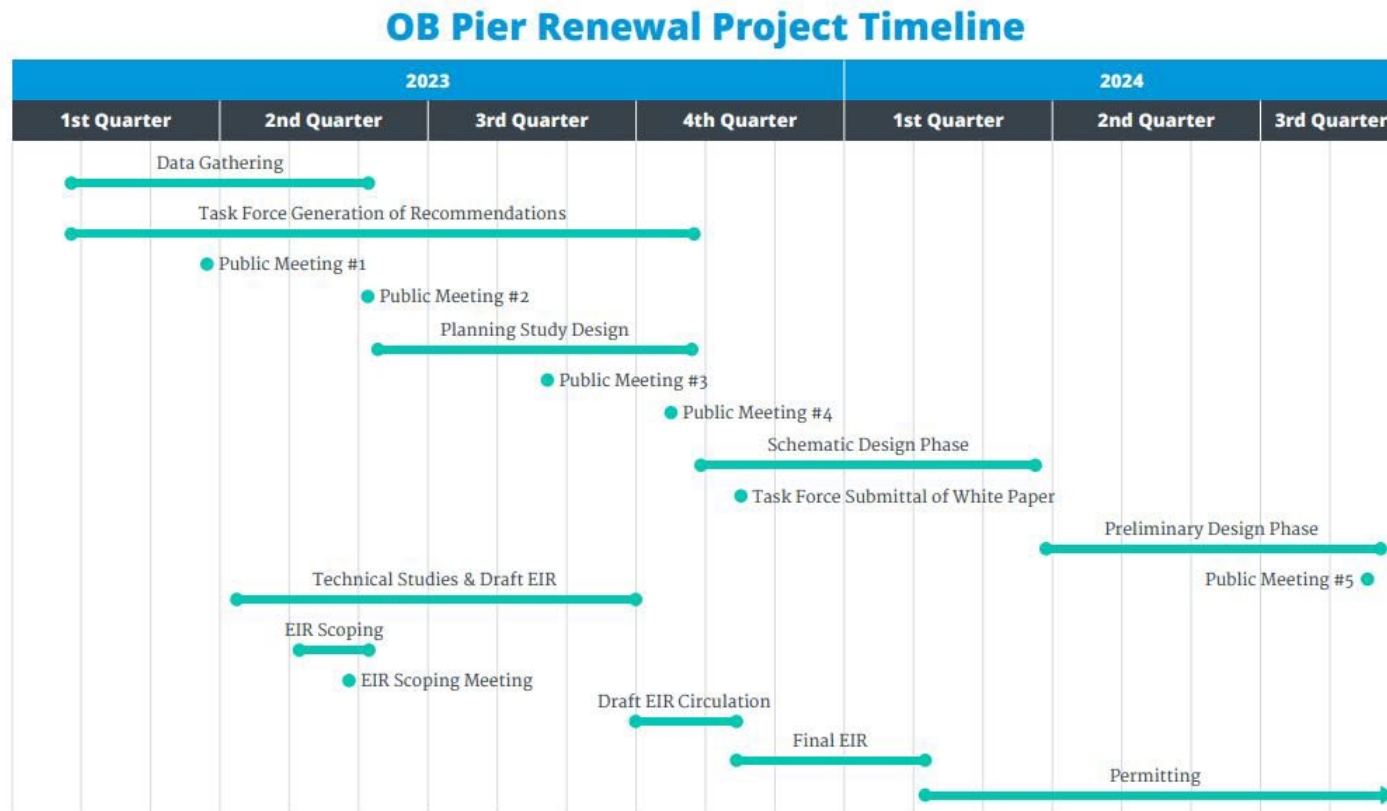 OB Pier Renewal Project Timeline
2023 2024
1st Quarter 2nd Quarter 3rd Quarter 4th Quarter 1st Quarter 2nd Quarter 3rd Quarter
Data Gathering
Task Force Generation of Recommendations
Public Meeting #1
Public Meeting #2
Planning Study Design
Public Meeting #3
Public Meeting #4
Schematic Design Phase
Task Force Submittal of White Paper
Preliminary Design Phase
Technical Studies & Draft EIR
Public Meeting #5
EIR Scoping
EIR Scoping Meeting
Draft EIR Circulation
Final EIR
Permitting